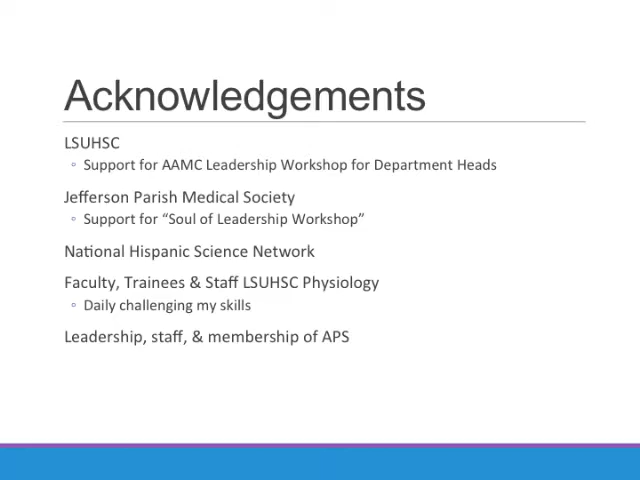 Acknowledgements
LSUHSC
◦ Support for AAMC Leadership Workshop for Department Heads
Jefferson Parish Medical Society
◦ Support for “Soul of Leadership Workshop”
National Hispanic Science Network
Faculty, Trainees & Staff LSUHSC Physiology
◦ Daily challenging my skills
Leadership, staff, & membership of APS